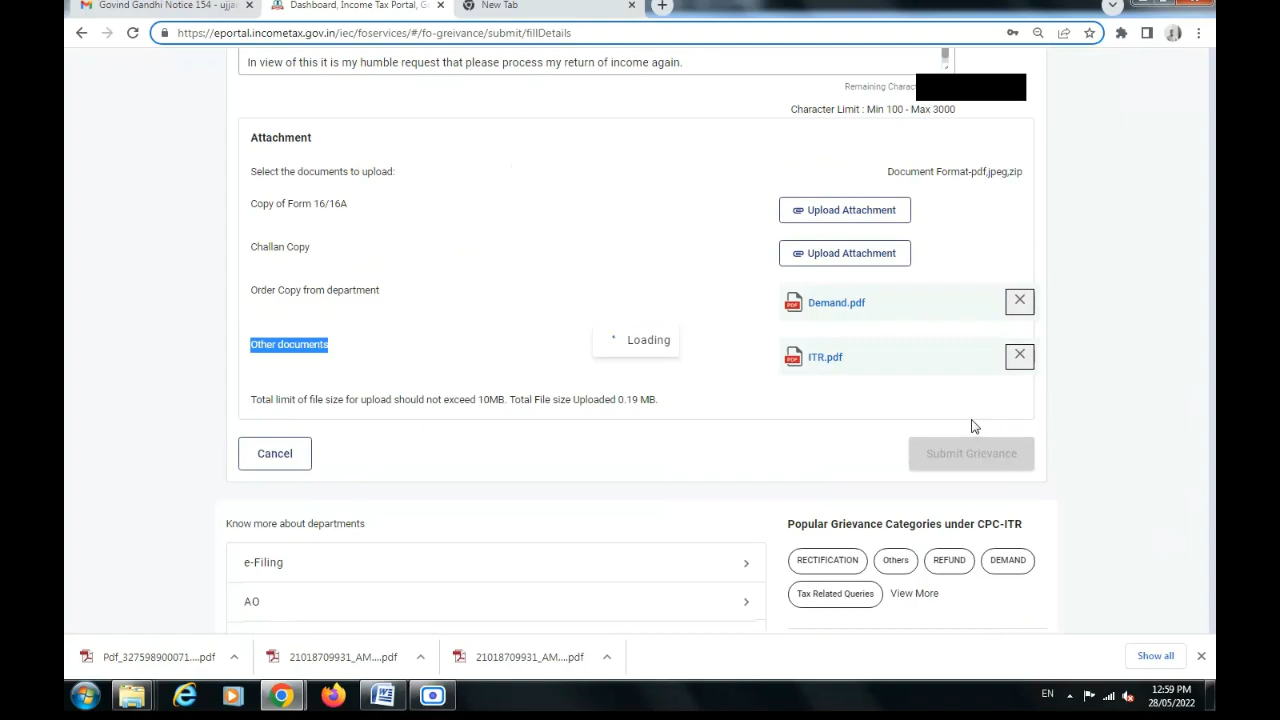 Govind Gandhi Notice 154 - ujja
Dashboard, Income Tax Portal, G
New Tab
https://eportal.incometax.gov.in/iec/foservices/#/fo-greivance/submit/fillDetails
In view of this it is my humble request that please process my return of income again.
Remaining Charac
Character Limit : Min 100 - Max 3000
Attachment
Select the documents to upload:
Document Format-pdf,jpeg,zip
Copy of Form 16/16A
Upload Attachment
Challan Copy
Upload Attachment
Order Copy from department
PDF Demand.pdf
Other documents
Loading
PDF ITR.pdf
Total limit of file size for upload should not exceed 10MB. Total File size Uploaded 0.19 MB.
Cancel
Submit Grievance
Know more about departments
Popular Grievance Categories under CPC-ITR
e-Filing
RECTIFICATION Others REFUND DEMAND
AO
Tax Related Queries View More
Pdf_327598900071....pdf
21018709931_AM....pdf
21018709931_AM....pdf
Show all
EN
12:59 PM
28/05/2022